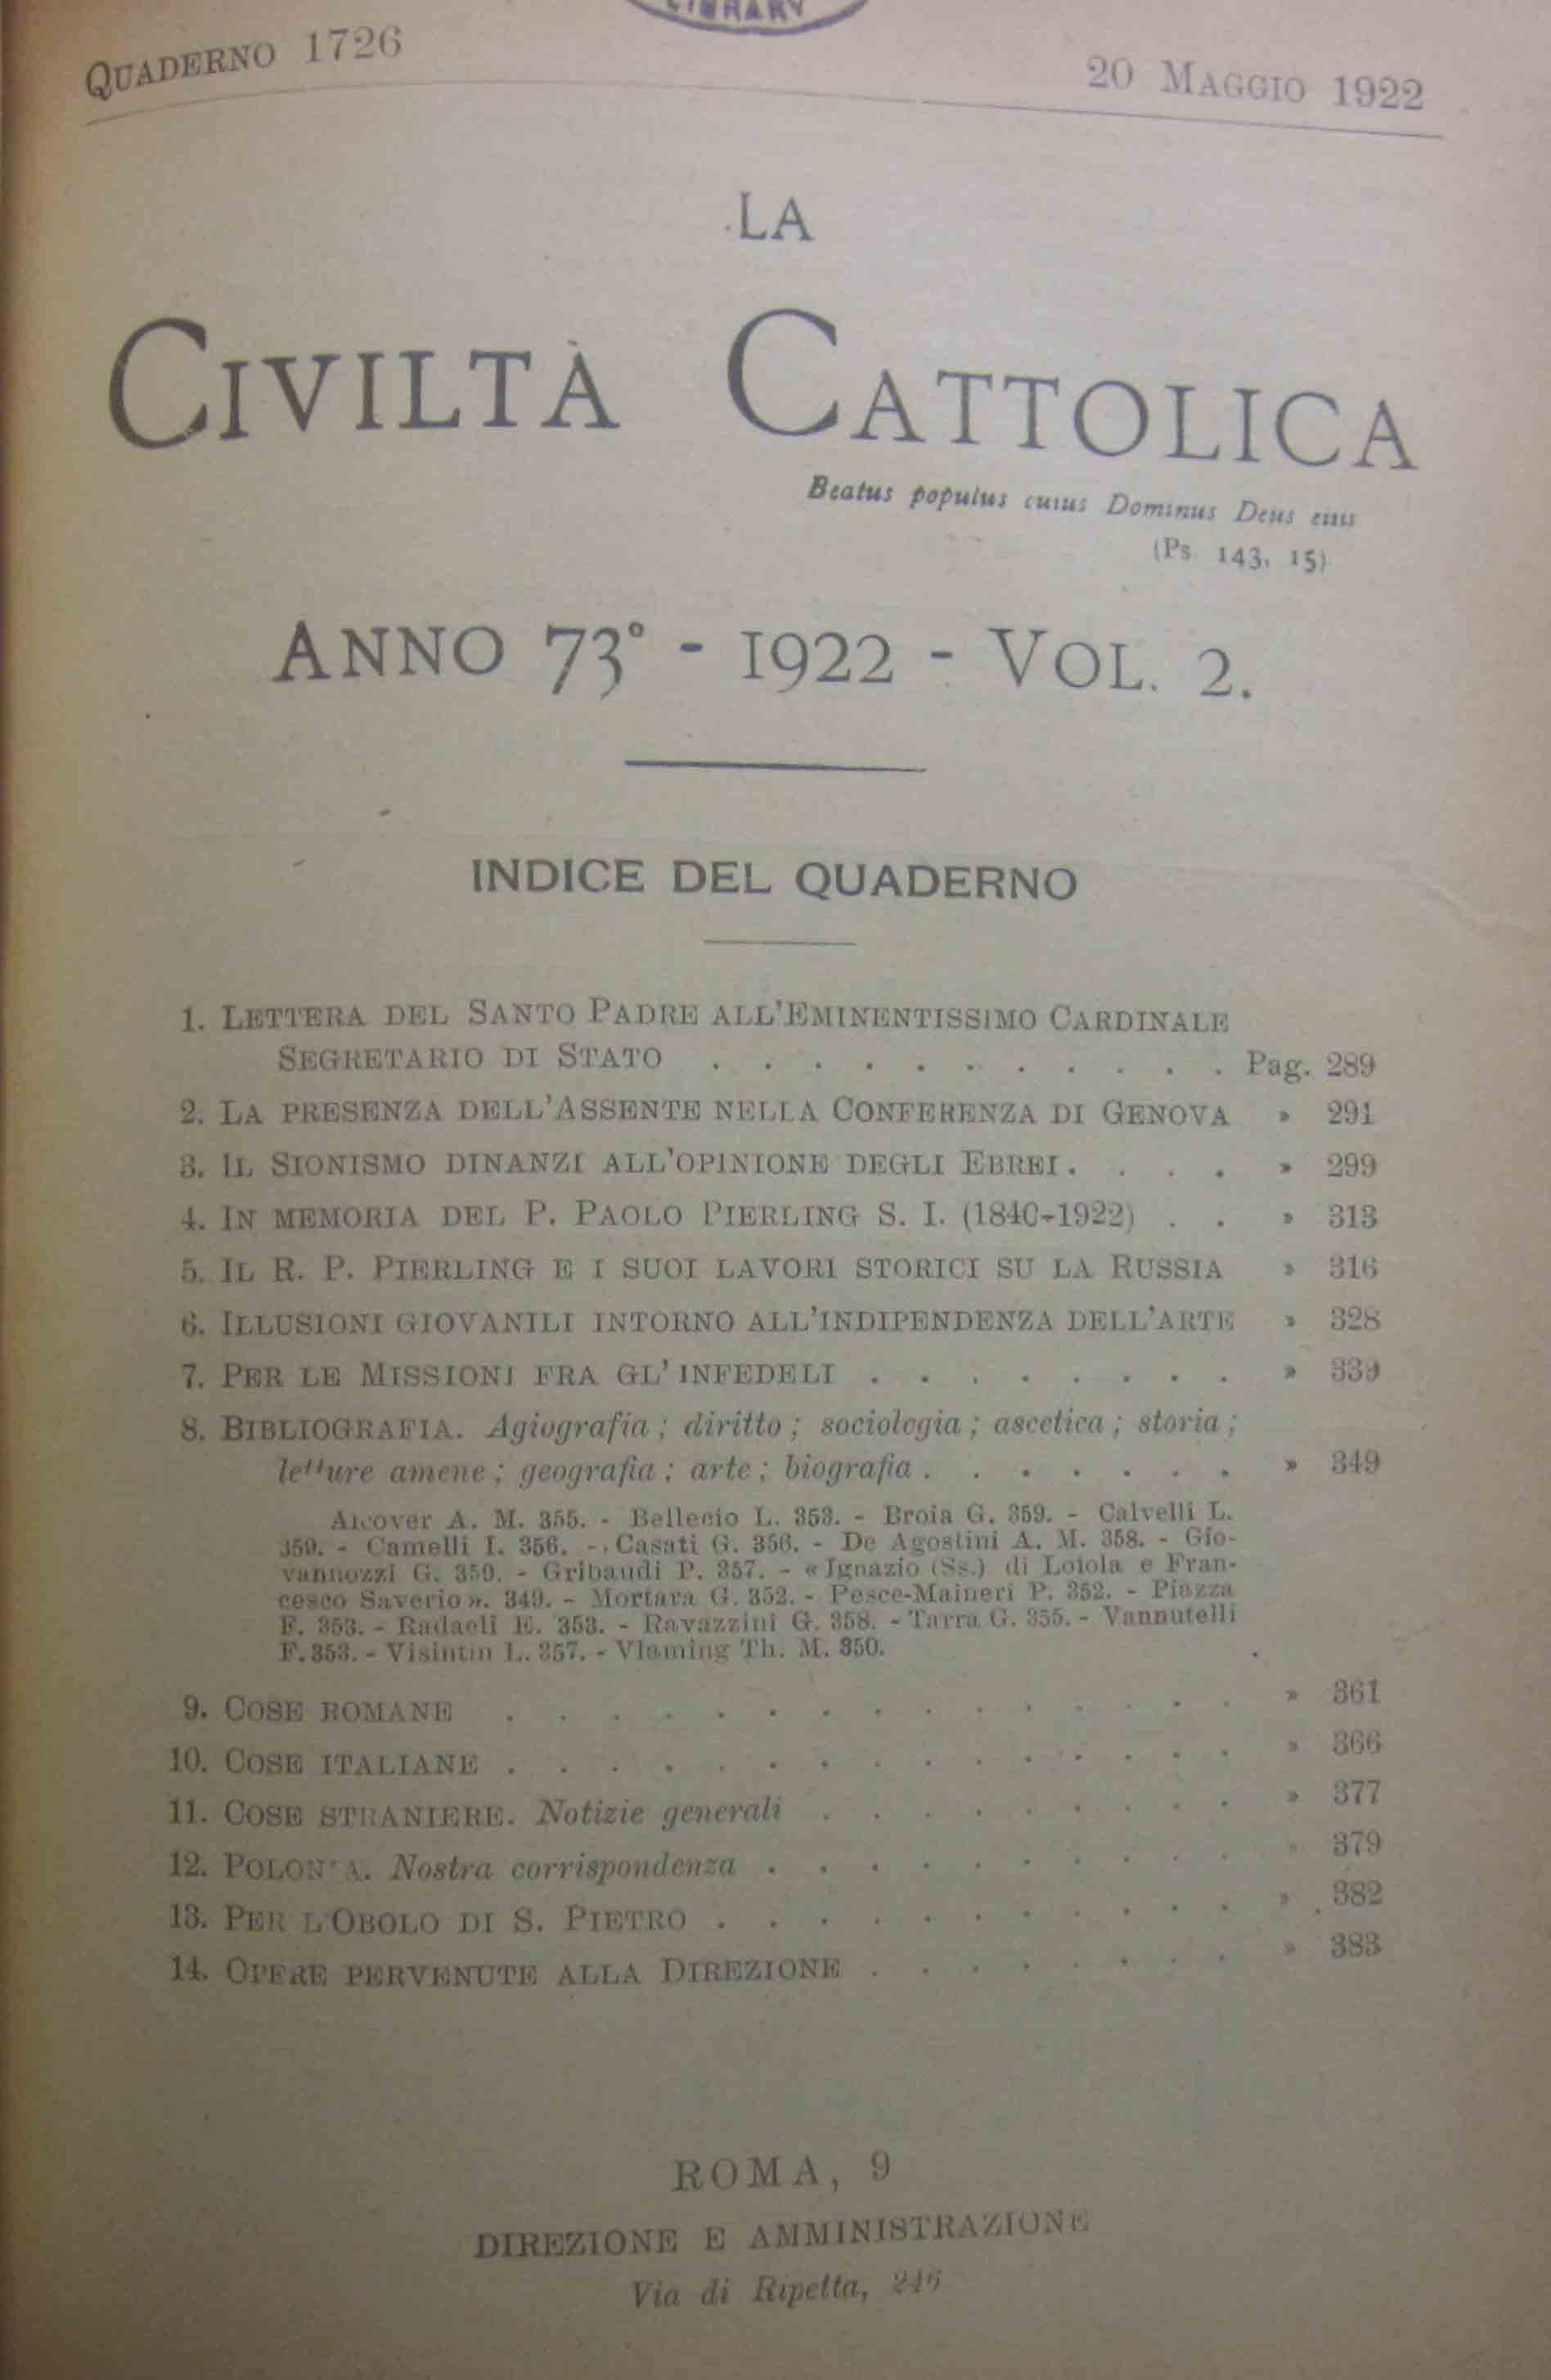 LIBRARY
QUADERNO 1726
20 MAGGIO 1922
LA
CIVILTÀ CATTOLICA
Beatus populus cuius Dominus Deus eius
(Ps. 143, 15)
ANNO 73° - 1922 - VOL. 2.
INDICE DEL QUADERNO
1. LETTERA DEL SANTO PADRE ALL'EMINENTISSIMO CARDINALE
SEGRETARIO DI STATO . . . . . . . . . . . Pag. 289
2. LA PRESENZA DELL'ASSENTE NELLA CONFERENZA DI GENOVA » 291
3. IL SIONISMO DINANZI ALL'OPINIONE DEGLI EBREI . . . . » 299
4. IN MEMORIA DEL P. PAOLO PIERLING S. I. (1840-1922) . . » 313
5. IL R. P. PIERLING E I SUOI LAVORI STORICI SU LA RUSSIA » 316
6. ILLUSIONI GIOVANILI INTORNO ALL'INDIPENDENZA DELL'ARTE » 328
7. PER LE MISSIONI FRA GL'INFEDELI . . . . . . . . » 339
8. BIBLIOGRAFIA. Agiografia; diritto; sociologia; ascetica; storia;
letture amene; geografia; arte; biografia . . . . . . . » 349
Alcover A. M. 355. - Bellecio L. 353. - Broia G. 359. - Calvelli L.
359. - Camelli I. 356. - Casati G. 356. - De Agostini A. M. 358. - Gio-
vannozzi G. 359. - Gribaudi P. 357. - «Ignazio (Ss.) di Loiola e Fran-
cesco Saverio». 349. - Mortara G. 352. - Pesce-Maineri P. 352. - Piazza
F. 353. - Radaeli E. 353. - Ravazzini G. 358. - Tarra G. 355. - Vannutelli
F. 353. - Visintin L. 357. - Vlaming Th. M. 350.
9. COSE ROMANE . . . . . . . . . . . . . . . » 361
10. COSE ITALIANE . . . . . . . . . . . . . . . » 366
11. COSE STRANIERE. Notizie generali . . . . . . . . . » 377
12. POLONIA. Nostra corrispondenza . . . . . . . . . . » 379
13. PER L'OBOLO DI S. PIETRO . . . . . . . . . . . » 382
14. OPERE PERVENUTE ALLA DIREZIONE . . . . . . . . » 383
ROMA, 9
DIREZIONE E AMMINISTRAZIONE
Via di Ripetta, 246